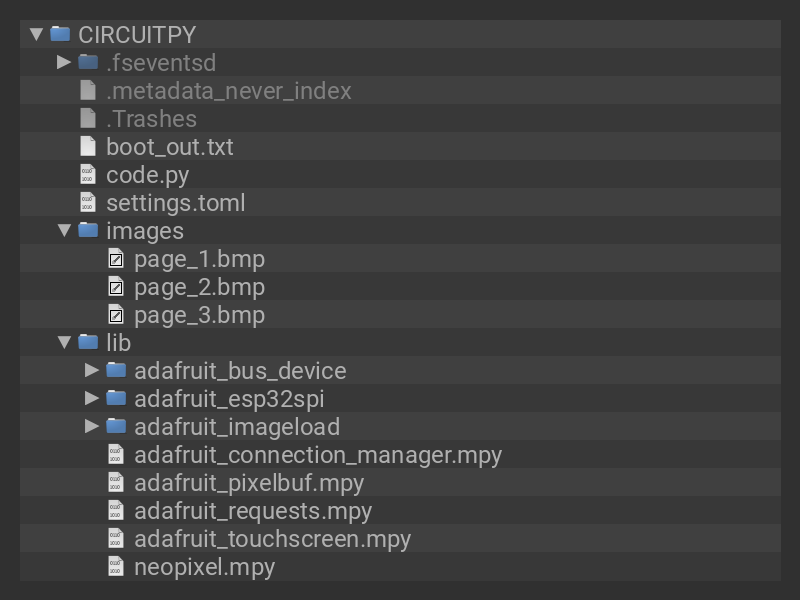 CIRCUITPY
.fseventsd
.metadata_never_index
.Trashes
boot_out.txt
code.py
settings.toml
images
page_1.bmp
page_2.bmp
page_3.bmp
lib
adafruit_bus_device
adafruit_esp32spi
adafruit_imageload
adafruit_connection_manager.mpy
adafruit_pixelbuf.mpy
adafruit_requests.mpy
adafruit_touchscreen.mpy
neopixel.mpy